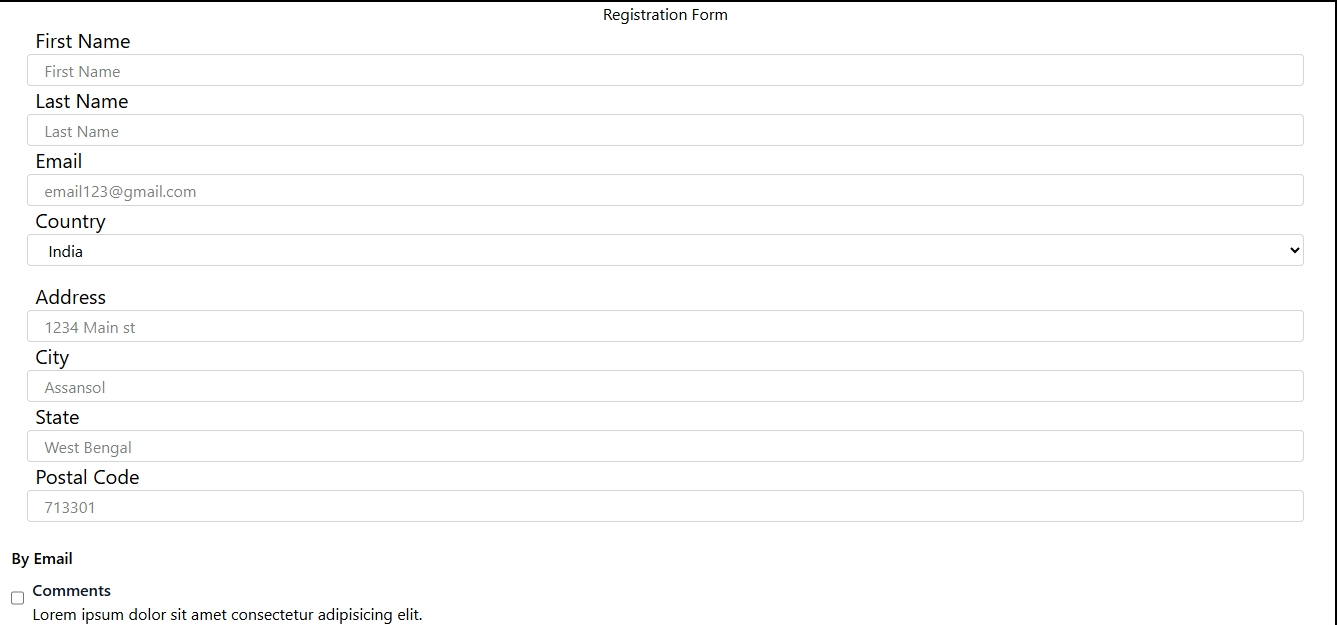 Registration Form
First Name
First Name
Last Name
Last Name
Email
email123@gmail.com
Country
India
Address
1234 Main st
City
Assansol
State
West Bengal
Postal Code
713301
By Email
Comments
Lorem ipsum dolor sit amet consectetur adipisicing elit.